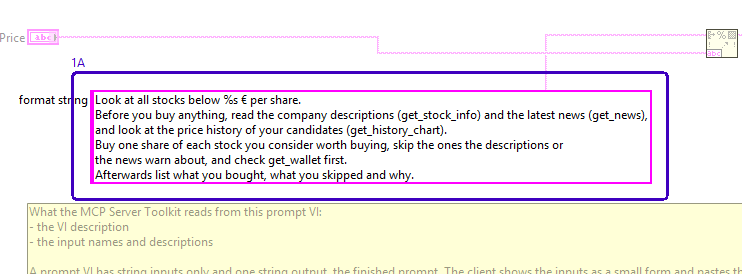 Price
abc
1A
abc
format string
Look at all stocks below %s € per share.
Before you buy anything, read the company descriptions (get_stock_info) and the latest news (get_news),
and look at the price history of your candidates (get_history_chart).
Buy one share of each stock you consider worth buying, skip the ones the descriptions or
the news warn about, and check get_wallet first.
Afterwards list what you bought, what you skipped and why.
What the MCP Server Toolkit reads from this prompt VI:
- the VI description
- the input names and descriptions
A prompt VI has string inputs only and one string output, the finished prompt. The client shows the inputs as a small form and pastes th